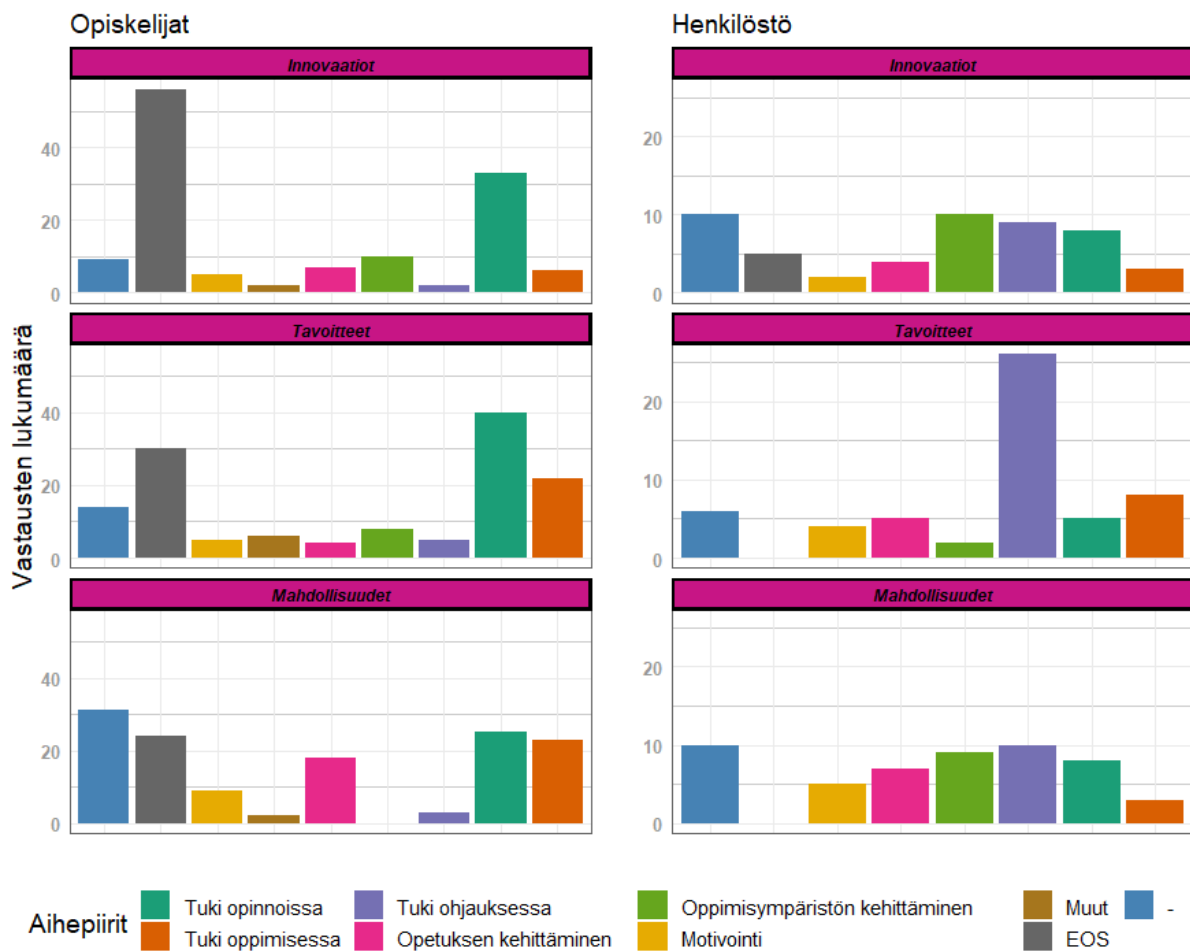 Opiskelijat
Henkilöstö
Vastausten lukumäärä
Innovaatiot
40
20
0
Innovaatiot
20
10
0
Tavoitteet
40
20
0
Tavoitteet
20
10
0
Mahdollisuudet
40
20
0
Mahdollisuudet
20
10
0
Aihepiirit
Tuki opinnoissa
Tuki ohjauksessa
Oppimisympäristön kehittäminen
Muut
-
Tuki oppimisessa
Opetuksen kehittäminen
Motivointi
EOS